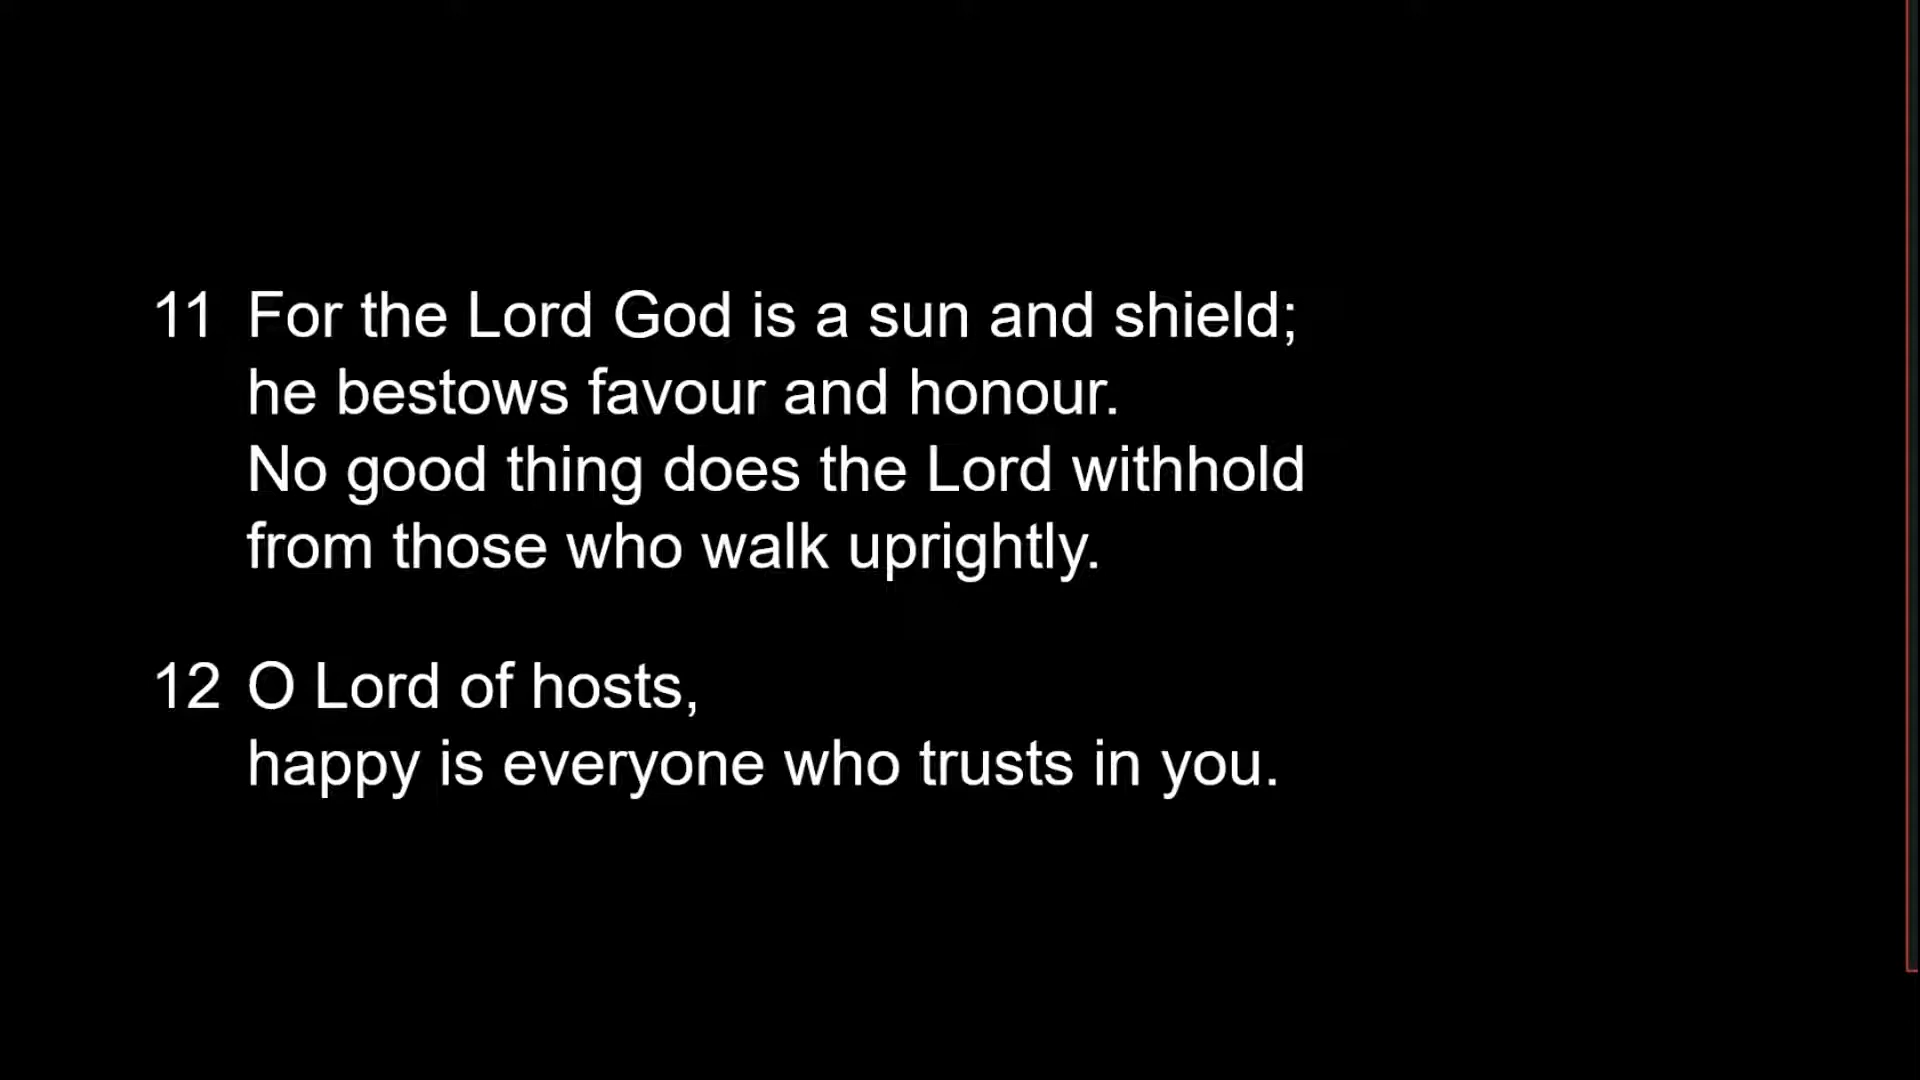 11 For the Lord God is a sun and shield;
he bestows favour and honour.
No good thing does the Lord withhold
from those who walk uprightly.
12 O Lord of hosts,
happy is everyone who trusts in you.